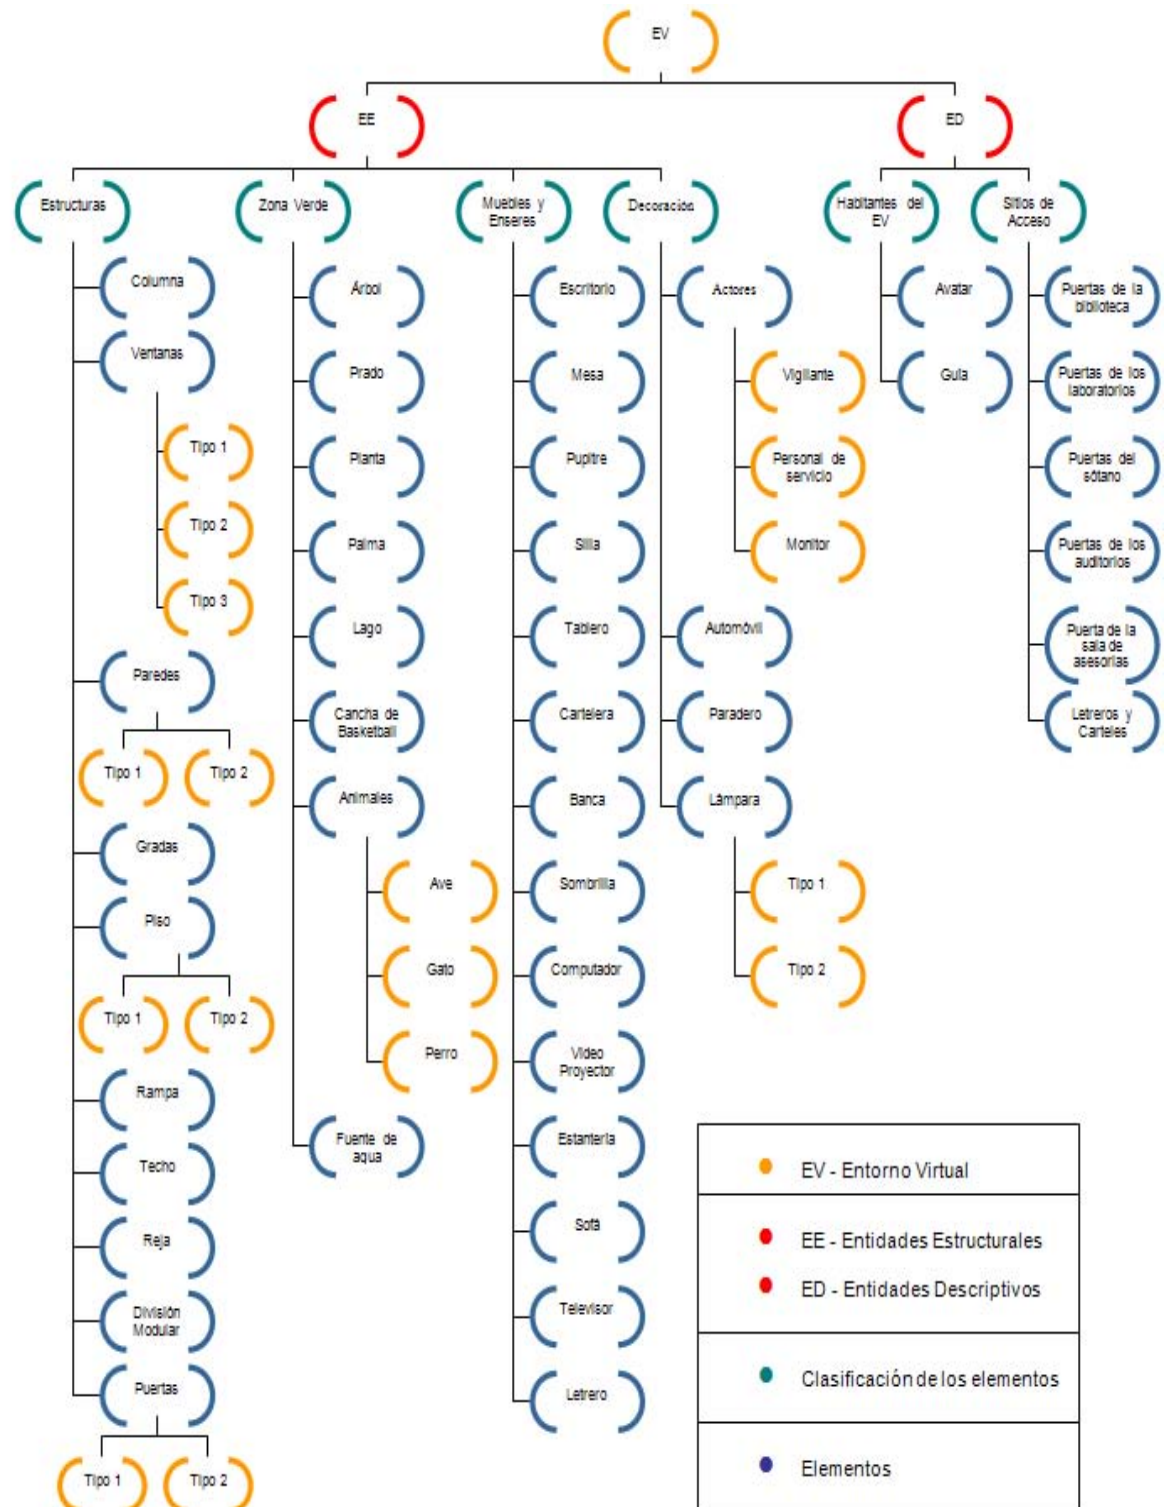 EV
EE
ED
Estructuras
Zona Verde
Muebles y
Enseres
Decoración
Habitantes del
EV
Sitios de
Acceso
Columna
Ventanas
Tipo 1
Tipo 2
Tipo 3
Paredes
Tipo 1
Tipo 2
Gradas
Piso
Tipo 1
Tipo 2
Rampa
Techo
Reja
División
Modular
Puertas
Tipo 1
Tipo 2
Árbol
Prado
Planta
Palma
Lago
Cancha de
Basketball
Animales
Ave
Gato
Perro
Fuente de
agua
Escritorio
Mesa
Pupitre
Silla
Tablero
Cartelera
Banca
Sombrilla
Computador
Video
Proyector
Estantería
Sofá
Televisor
Letrero
Actores
Vigilante
Personal de
servicio
Monitor
Automóvil
Paradero
Lámpara
Tipo 1
Tipo 2
Avatar
Guía
Puertas de la
biblioteca
Puertas de los
laboratorios
Puertas del
sótano
Puertas de los
auditorios
Puerta de la
sala de
asesorías
Letreros y
Carteles
EV - Entorno Virtual
EE - Entidades Estructurales
ED - Entidades Descriptivos
Clasificación de los elementos
Elementos